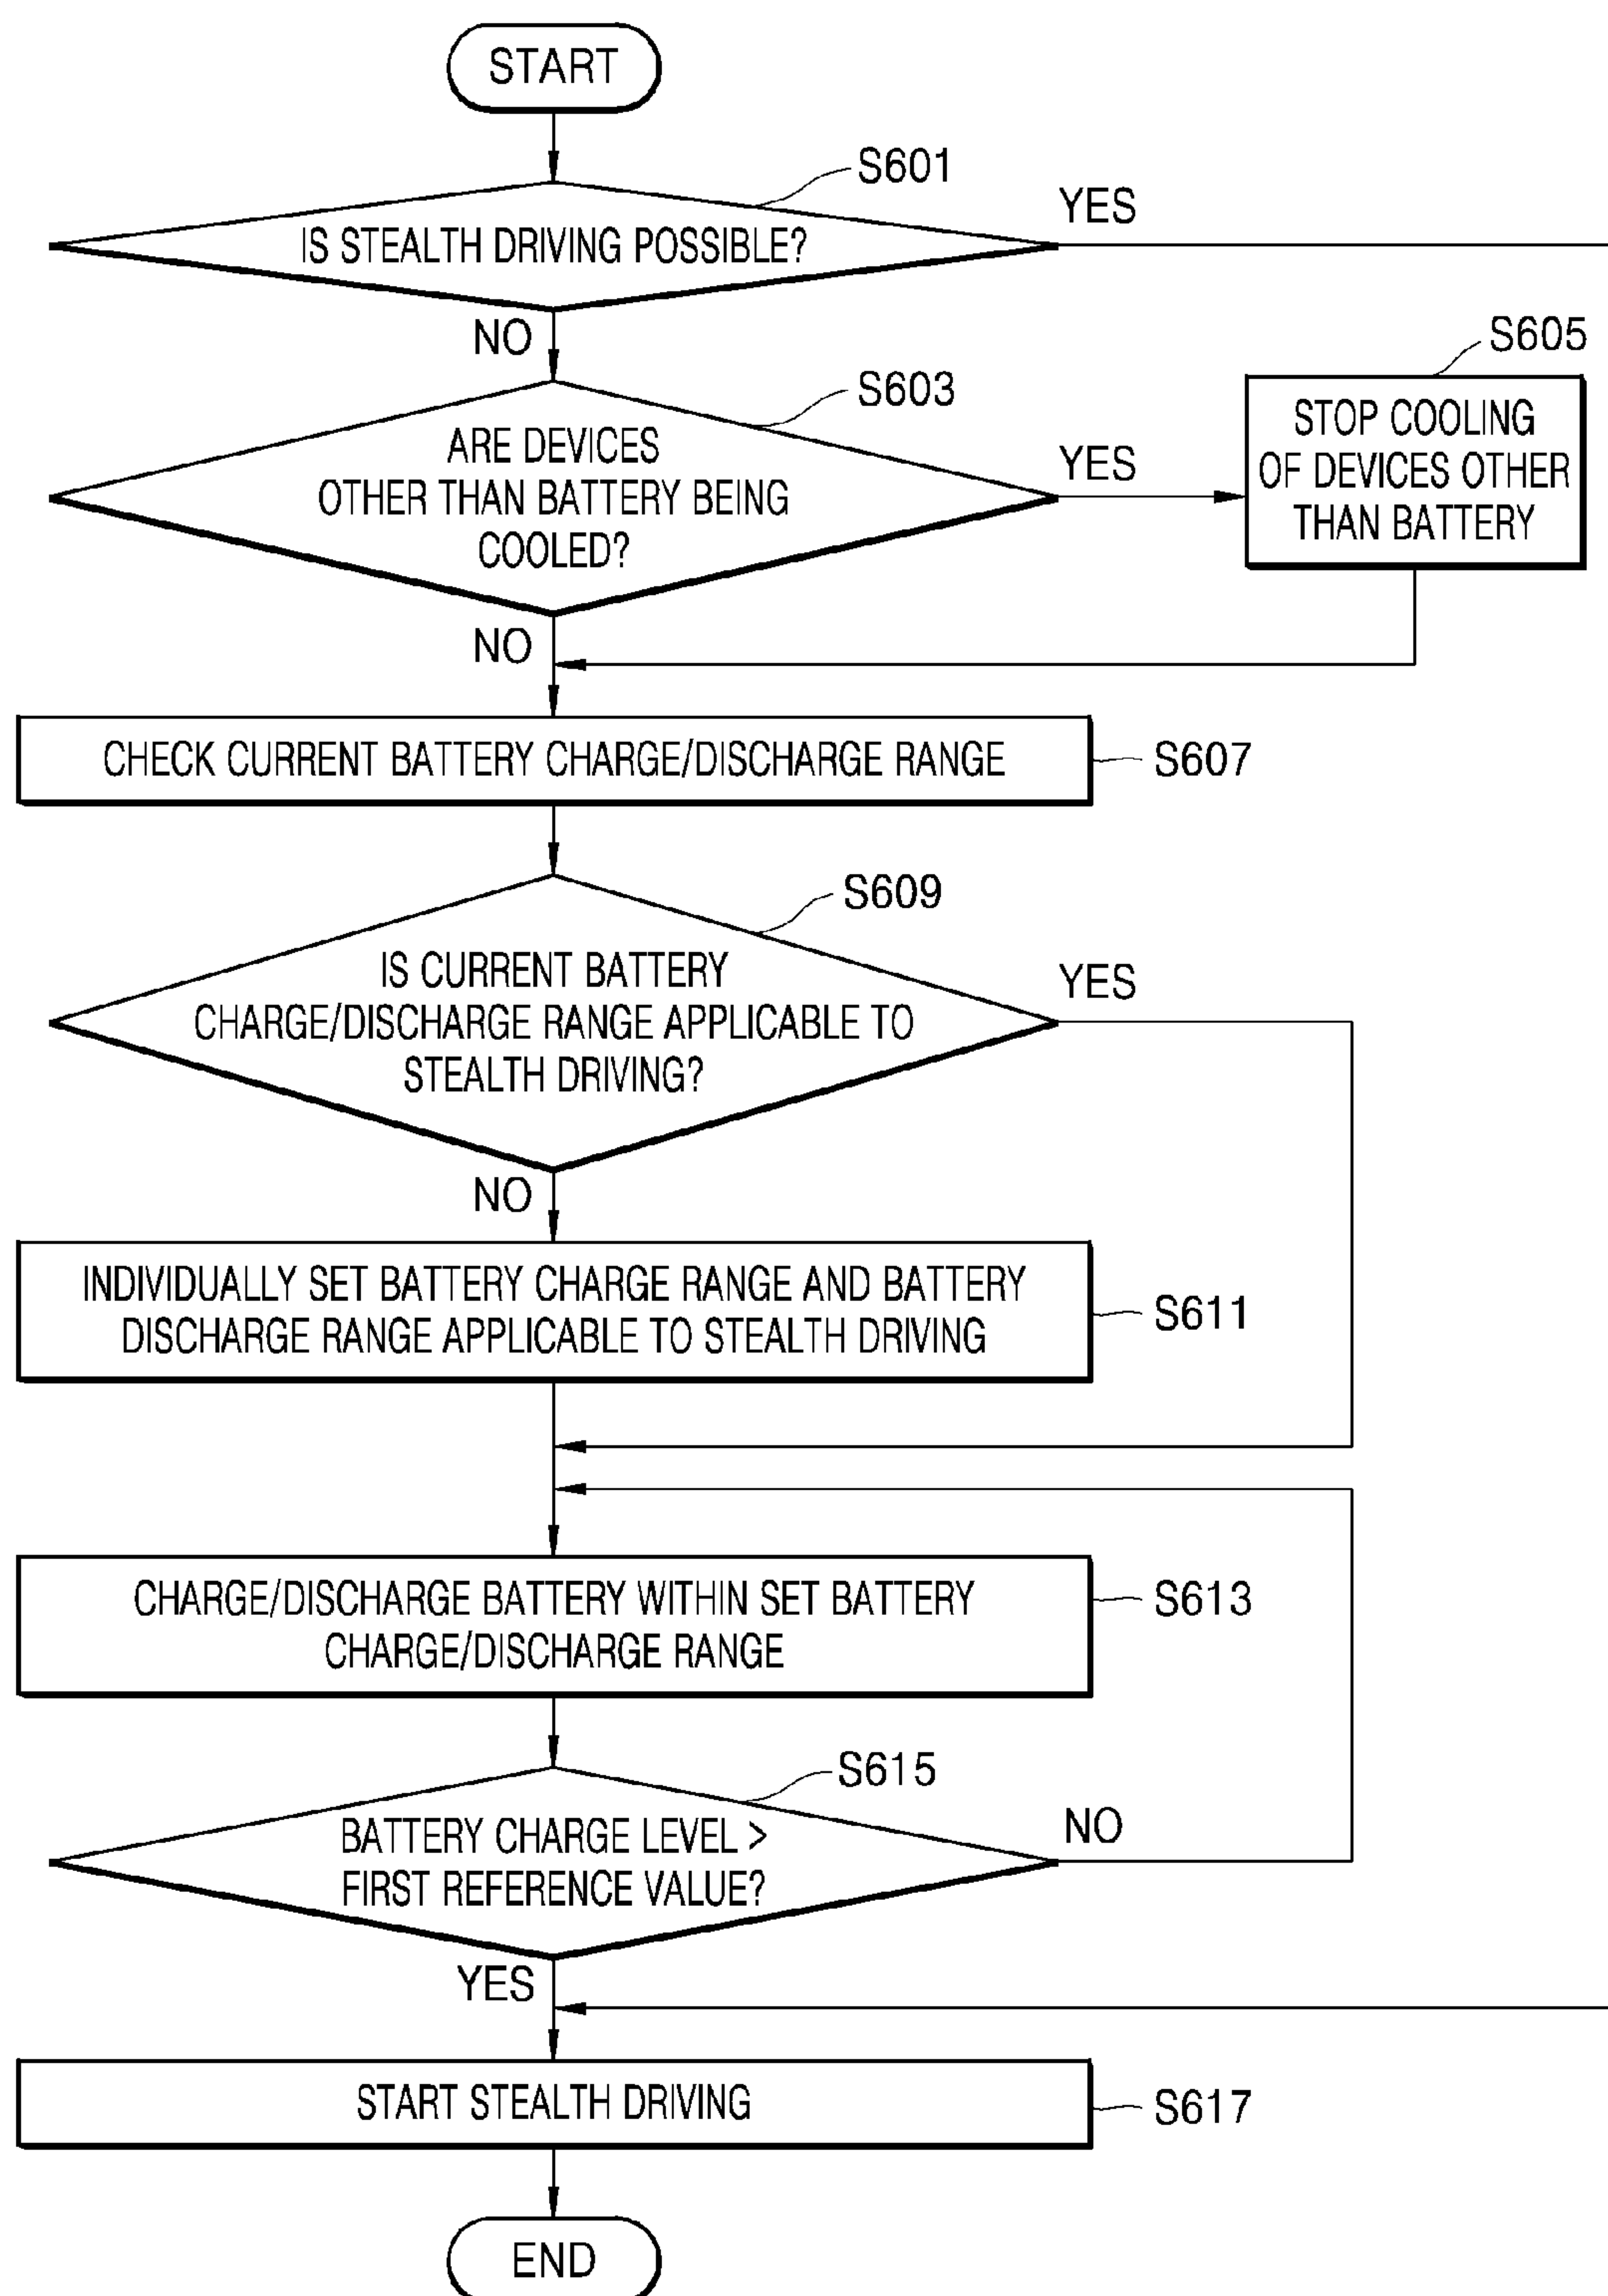 START
S601
IS STEALTH DRIVING POSSIBLE?
YES
NO
S603
ARE DEVICES
OTHER THAN BATTERY BEING
COOLED?
YES
S605
STOP COOLING
OF DEVICES OTHER
THAN BATTERY
NO
CHECK CURRENT BATTERY CHARGE/DISCHARGE RANGE
S607
S609
IS CURRENT BATTERY
CHARGE/DISCHARGE RANGE APPLICABLE TO
STEALTH DRIVING?
YES
NO
INDIVIDUALLY SET BATTERY CHARGE RANGE AND BATTERY
DISCHARGE RANGE APPLICABLE TO STEALTH DRIVING
S611
CHARGE/DISCHARGE BATTERY WITHIN SET BATTERY
CHARGE/DISCHARGE RANGE
S613
S615
BATTERY CHARGE LEVEL >
FIRST REFERENCE VALUE?
NO
YES
START STEALTH DRIVING
S617
END